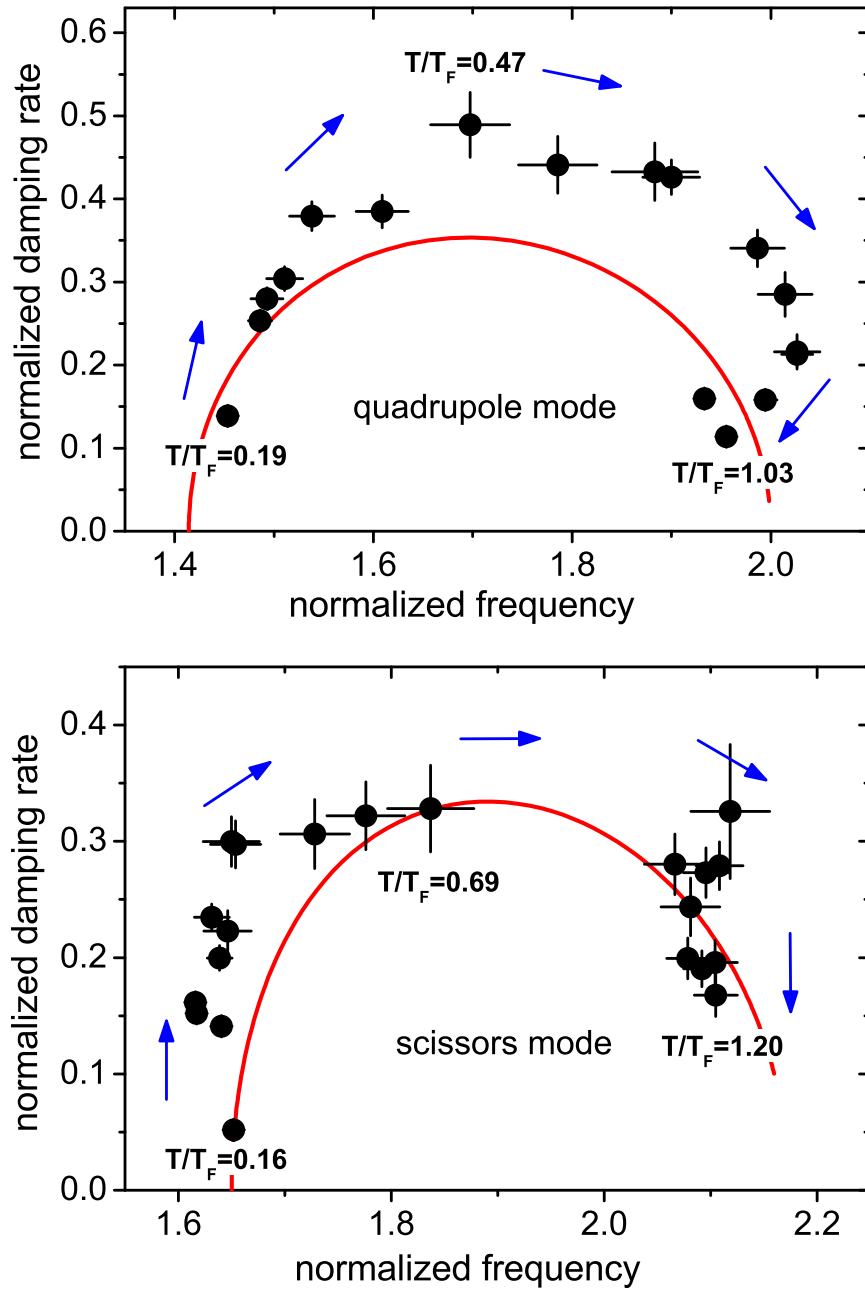 0.6
0.5
0.4
0.3
0.2
0.1
0.0
normalized damping rate
T/T_F=0.47
quadrupole mode
T/T_F=0.19
T/T_F=1.03
1.4 1.6 1.8 2.0
normalized frequency
0.4
0.3
0.2
0.1
0.0
normalized damping rate
T/T_F=0.69
scissors mode
T/T_F=1.20
T/T_F=0.16
1.6 1.8 2.0 2.2
normalized frequency